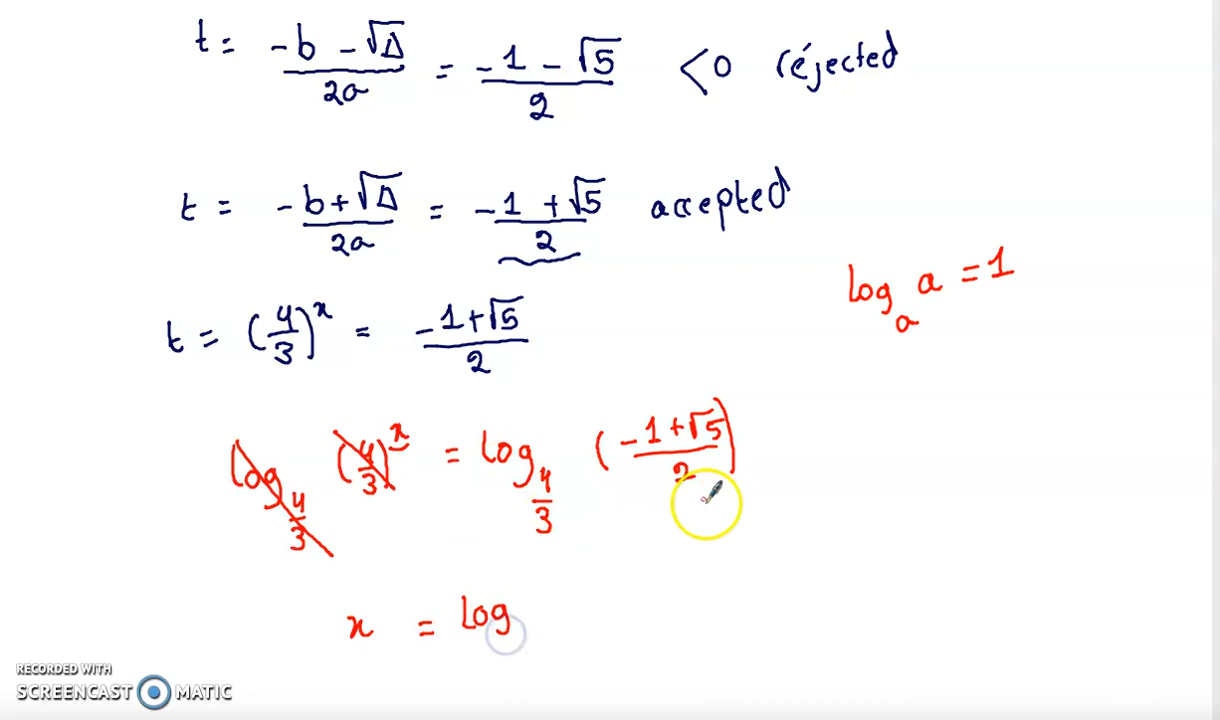 t = (-b - √Δ)/2a = (-1 - √5)/2 < 0 réjected
t = (-b + √Δ)/2a = (-1 + √5)/2 accepted
log_a a = 1
t = (4/3)^x = (-1 + √5)/2
log_{4/3} (4/3)^x = log_{4/3} ((-1 + √5)/2)
x = log
RECORDED WITH
SCREENCAST MATIC